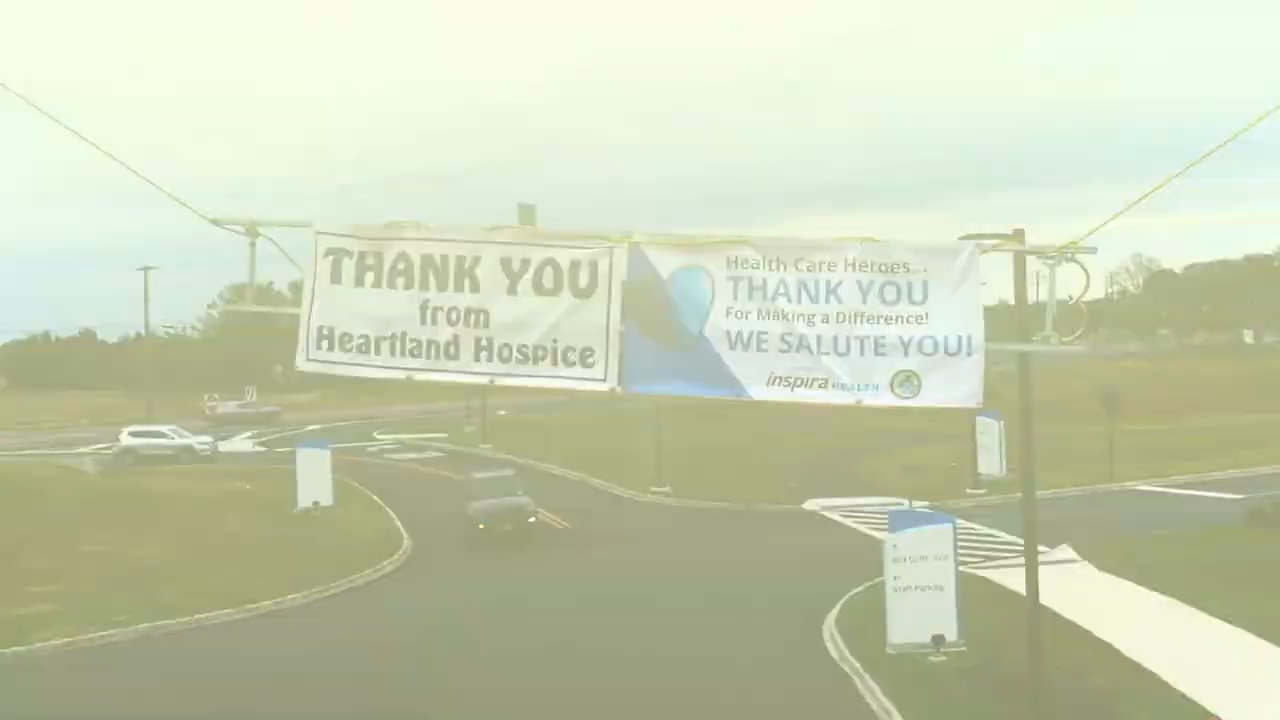 THANK YOU
from
Heartland Hospice
Health Care Heroes...
THANK YOU
For Making a Difference!
WE SALUTE YOU!
inspira HEALTH
Staff Parking